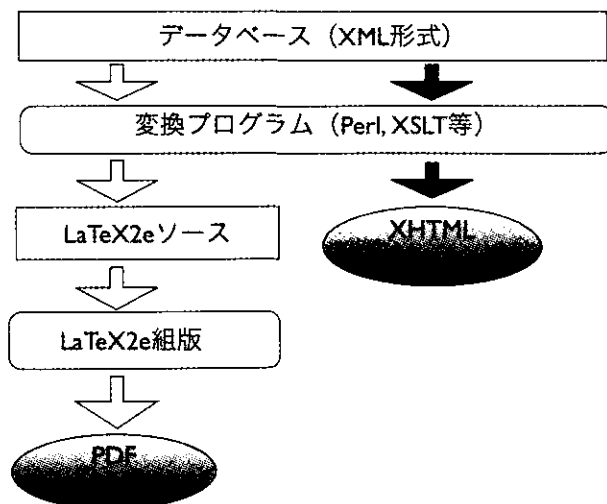 データベース（XML形式）
変換プログラム（Perl, XSLT等）
LaTeX2eソース
XHTML
LaTeX2e組版
PDF